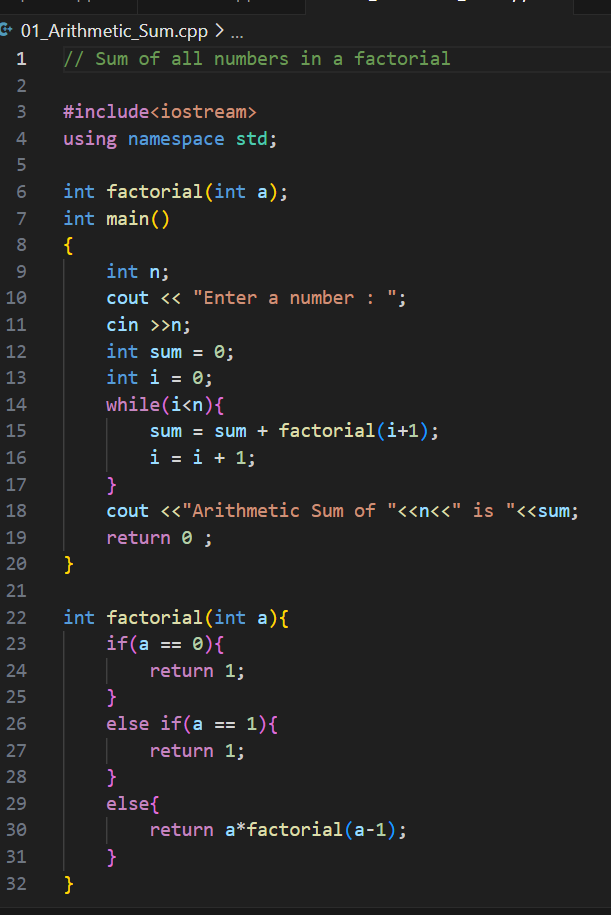 01_Arithmetic_Sum.cpp > ...
1 // Sum of all numbers in a factorial
2
3 #include<iostream>
4 using namespace std;
5
6 int factorial(int a);
7 int main()
8 {
9     int n;
10     cout << "Enter a number : ";
11     cin >>n;
12     int sum = 0;
13     int i = 0;
14     while(i<n){
15         sum = sum + factorial(i+1);
16         i = i + 1;
17     }
18     cout <<"Arithmetic Sum of "<<n<<" is "<<sum;
19     return 0 ;
20 }
21
22 int factorial(int a){
23     if(a == 0){
24         return 1;
25     }
26     else if(a == 1){
27         return 1;
28     }
29     else{
30         return a*factorial(a-1);
31     }
32 }